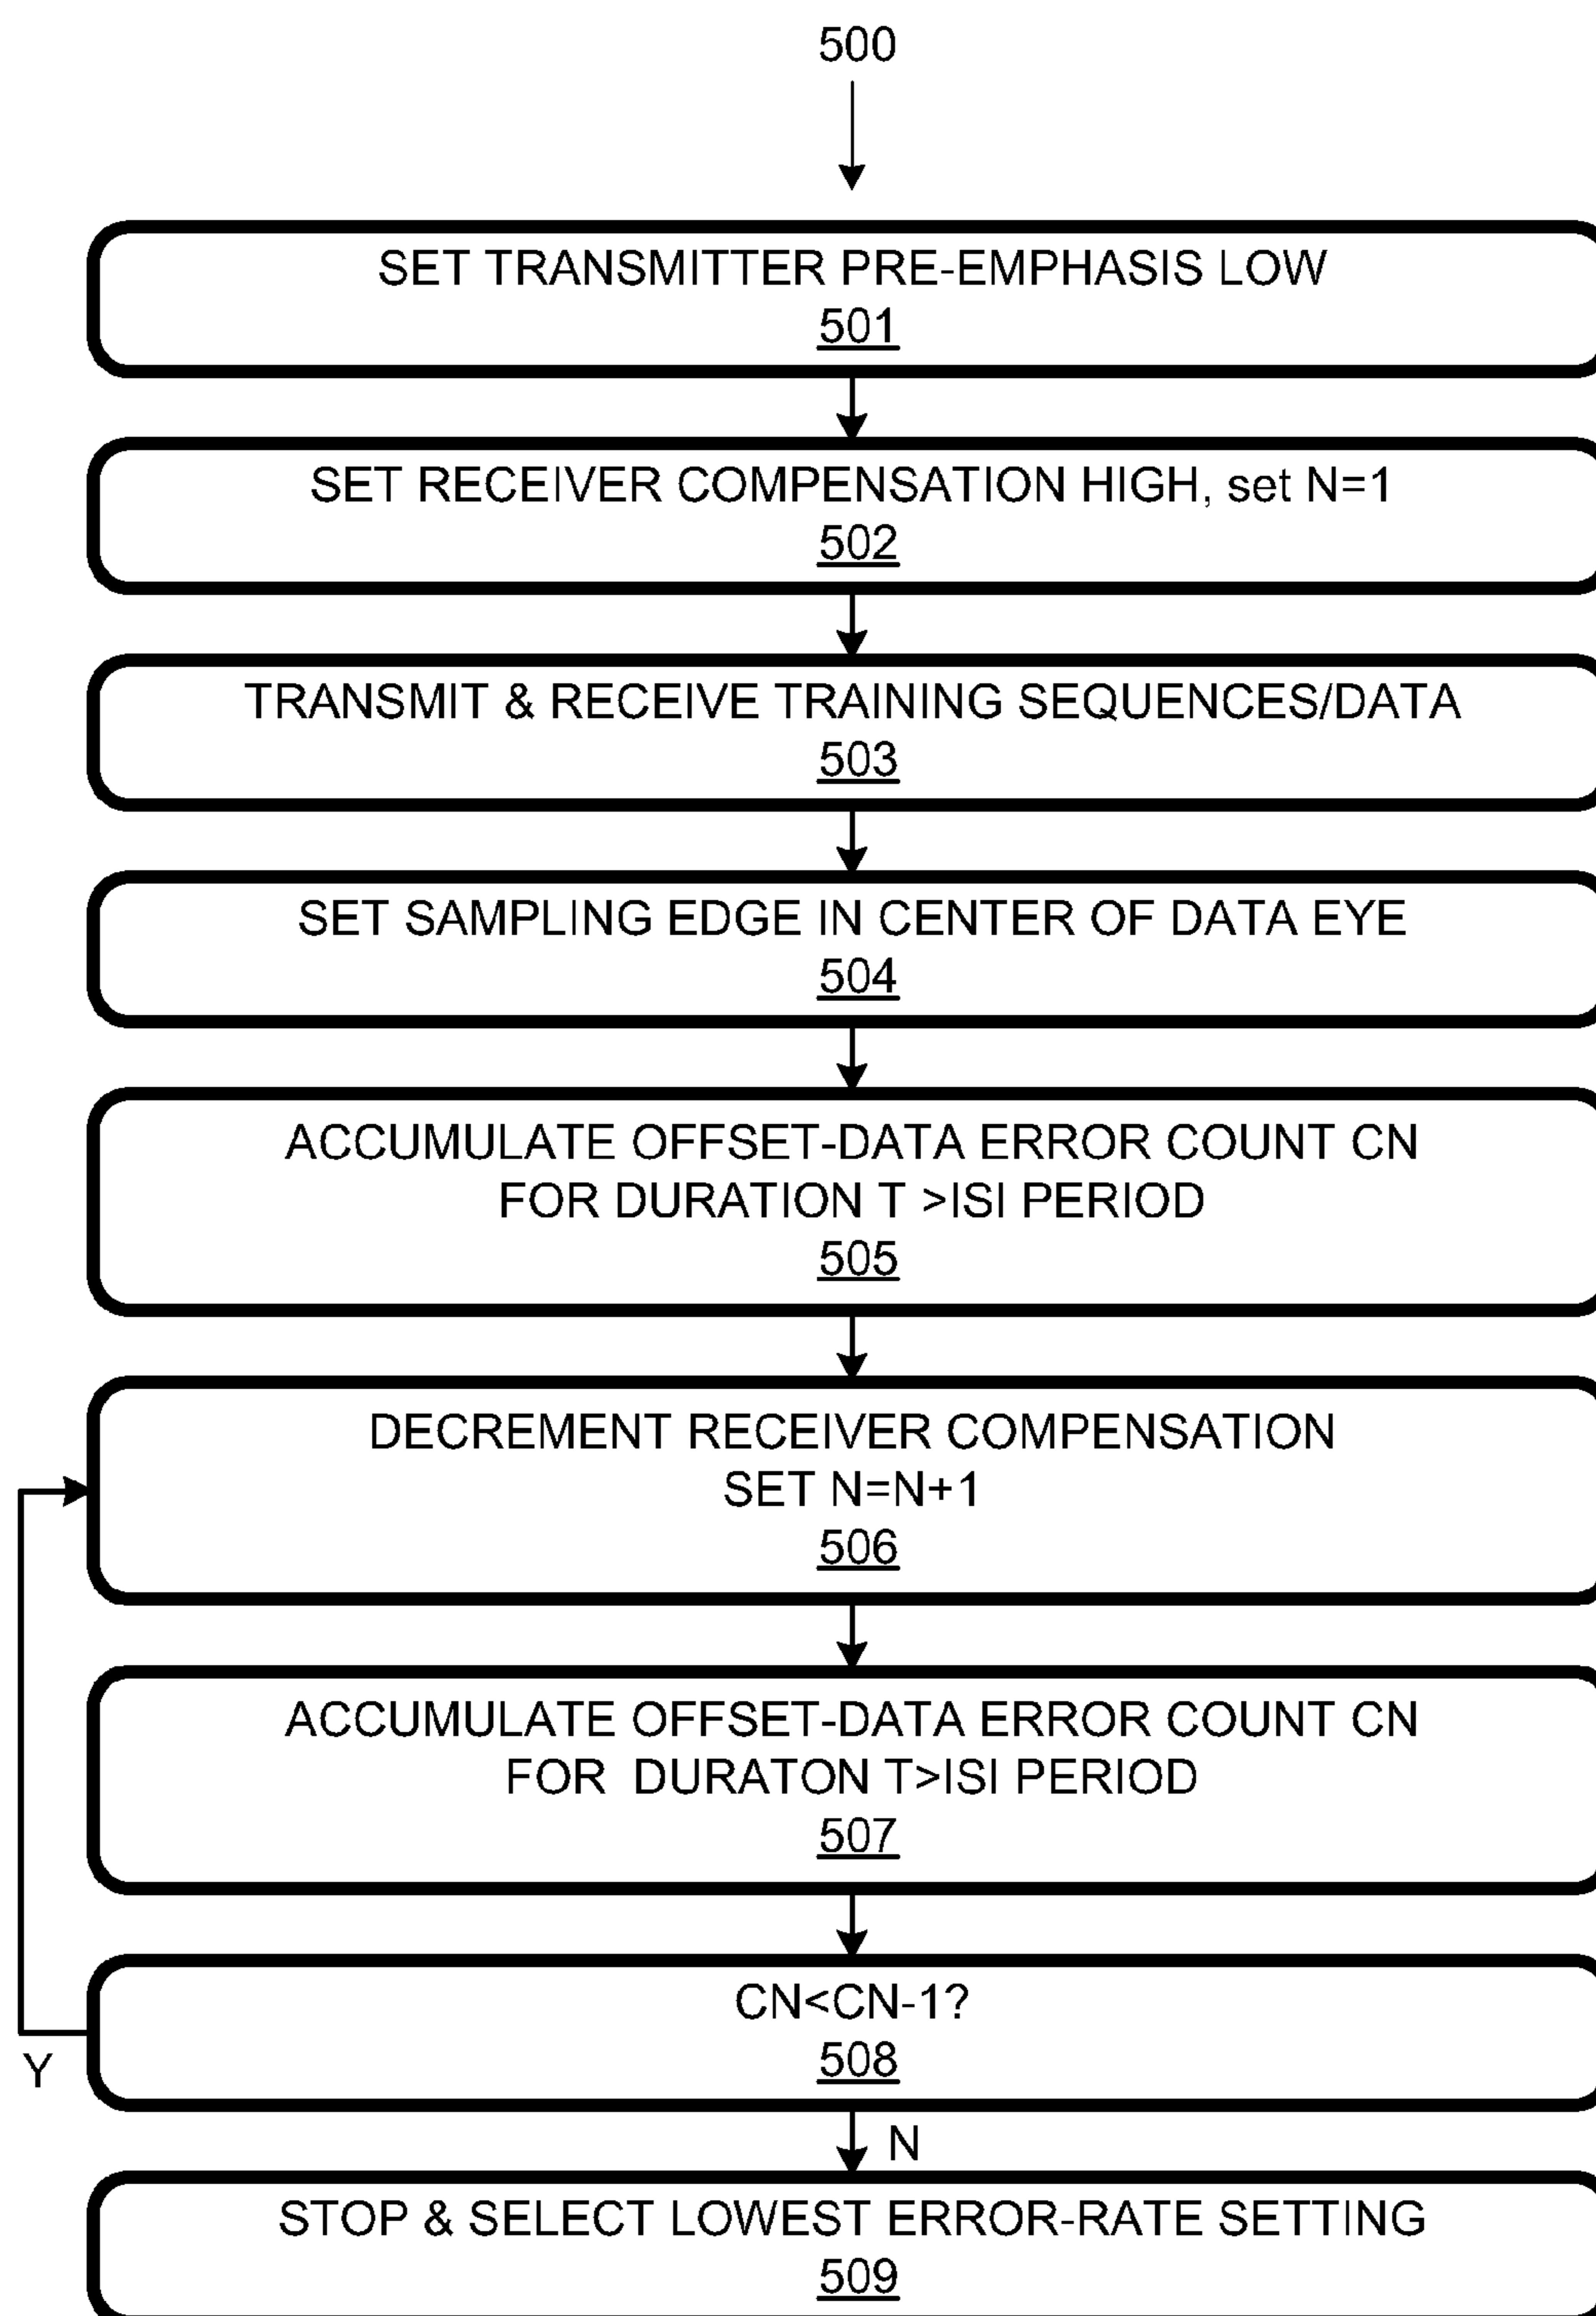 500
SET TRANSMITTER PRE-EMPHASIS LOW
501
SET RECEIVER COMPENSATION HIGH, set N=1
502
TRANSMIT & RECEIVE TRAINING SEQUENCES/DATA
503
SET SAMPLING EDGE IN CENTER OF DATA EYE
504
ACCUMULATE OFFSET-DATA ERROR COUNT CN
FOR DURATION T >ISI PERIOD
505
DECREMENT RECEIVER COMPENSATION
SET N=N+1
506
ACCUMULATE OFFSET-DATA ERROR COUNT CN
FOR DURATON T>ISI PERIOD
507
CN<CN-1?
508
Y
N
STOP & SELECT LOWEST ERROR-RATE SETTING
509